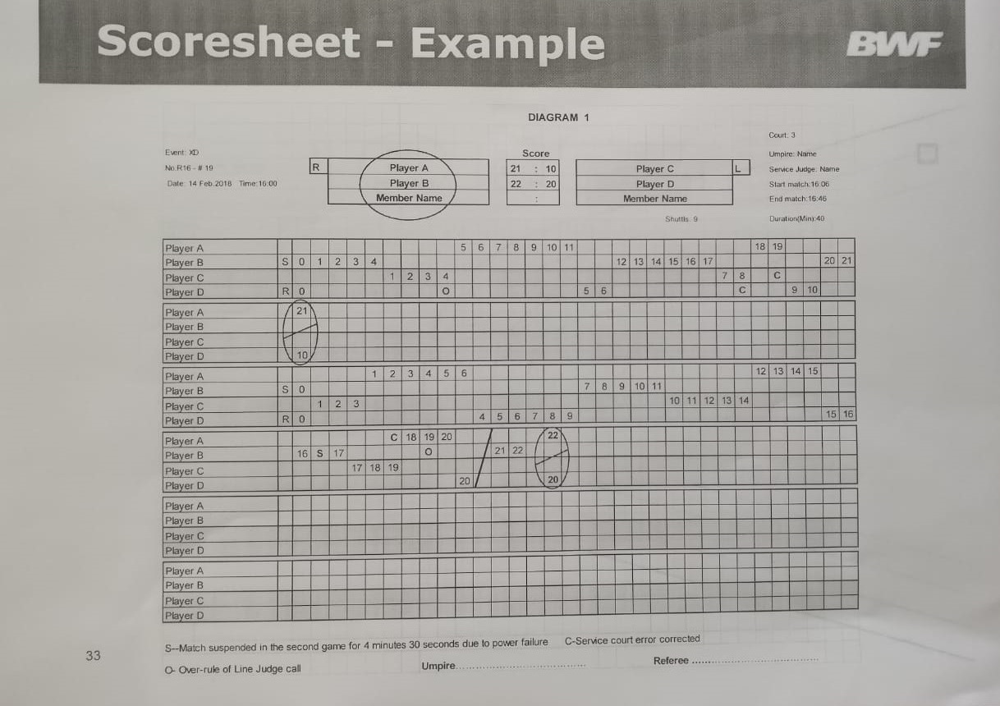 Scoresheet - Example
BWF
DIAGRAM 1
Court: 3
Event: XD
Score
Umpire: Name
No.R16 - # 19
R
Player A
21 : 10
Player C
L
Service Judge: Name
Date: 14 Feb.2018 Time:16:00
Player B
22 : 20
Player D
Start match:16:06
Member Name
:
Member Name
End match:16:46
Shuttls: 9
Duration(Min):40
Player A 5 6 7 8 9 10 11 18 19
Player B S 0 1 2 3 4 12 13 14 15 16 17 20 21
Player C 1 2 3 4 7 8 C
Player D R 0 O 5 6 C 9 10
Player A 21
Player B
Player C
Player D 10
Player A 1 2 3 4 5 6 12 13 14 15
Player B S 0 7 8 9 10 11
Player C 1 2 3 10 11 12 13 14
Player D R 0 4 5 6 7 8 9 15 16
Player A C 18 19 20 22
Player B 16 S 17 O 21 22
Player C 17 18 19
Player D 20 20
Player A
Player B
Player C
Player D
Player A
Player B
Player C
Player D
S--Match suspended in the second game for 4 minutes 30 seconds due to power failure C-Service court error corrected
33
O- Over-rule of Line Judge call
Umpire....................................
Referee ....................................